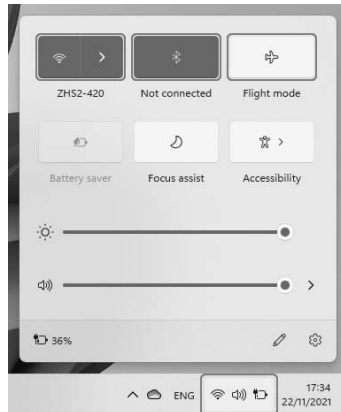 ZHS2-420 Not connected Flight mode
Battery saver Focus assist Accessibility
36%
ENG 17:34
22/11/2021